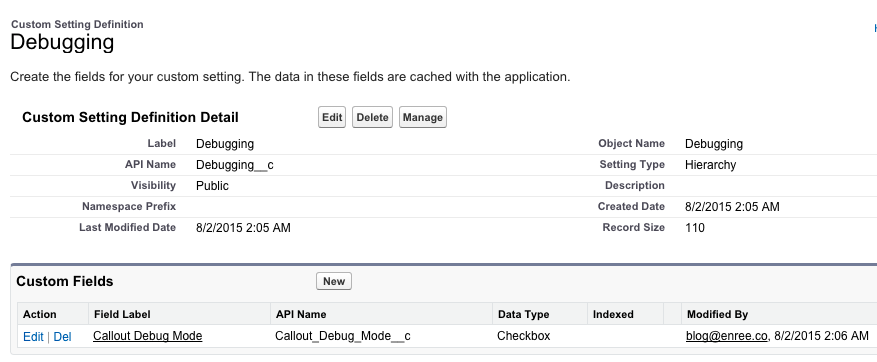 Custom Setting Definition
Debugging
Create the fields for your custom setting. The data in these fields are cached with the application.
Custom Setting Definition Detail Edit Delete Manage
Label Debugging Object Name Debugging
API Name Debugging__c Setting Type Hierarchy
Visibility Public Description
Namespace Prefix Created Date 8/2/2015 2:05 AM
Last Modified Date 8/2/2015 2:05 AM Record Size 110
Custom Fields New
Action Field Label API Name Data Type Indexed Modified By
Edit | Del Callout Debug Mode Callout_Debug_Mode__c Checkbox blog@enree.co, 8/2/2015 2:06 AM